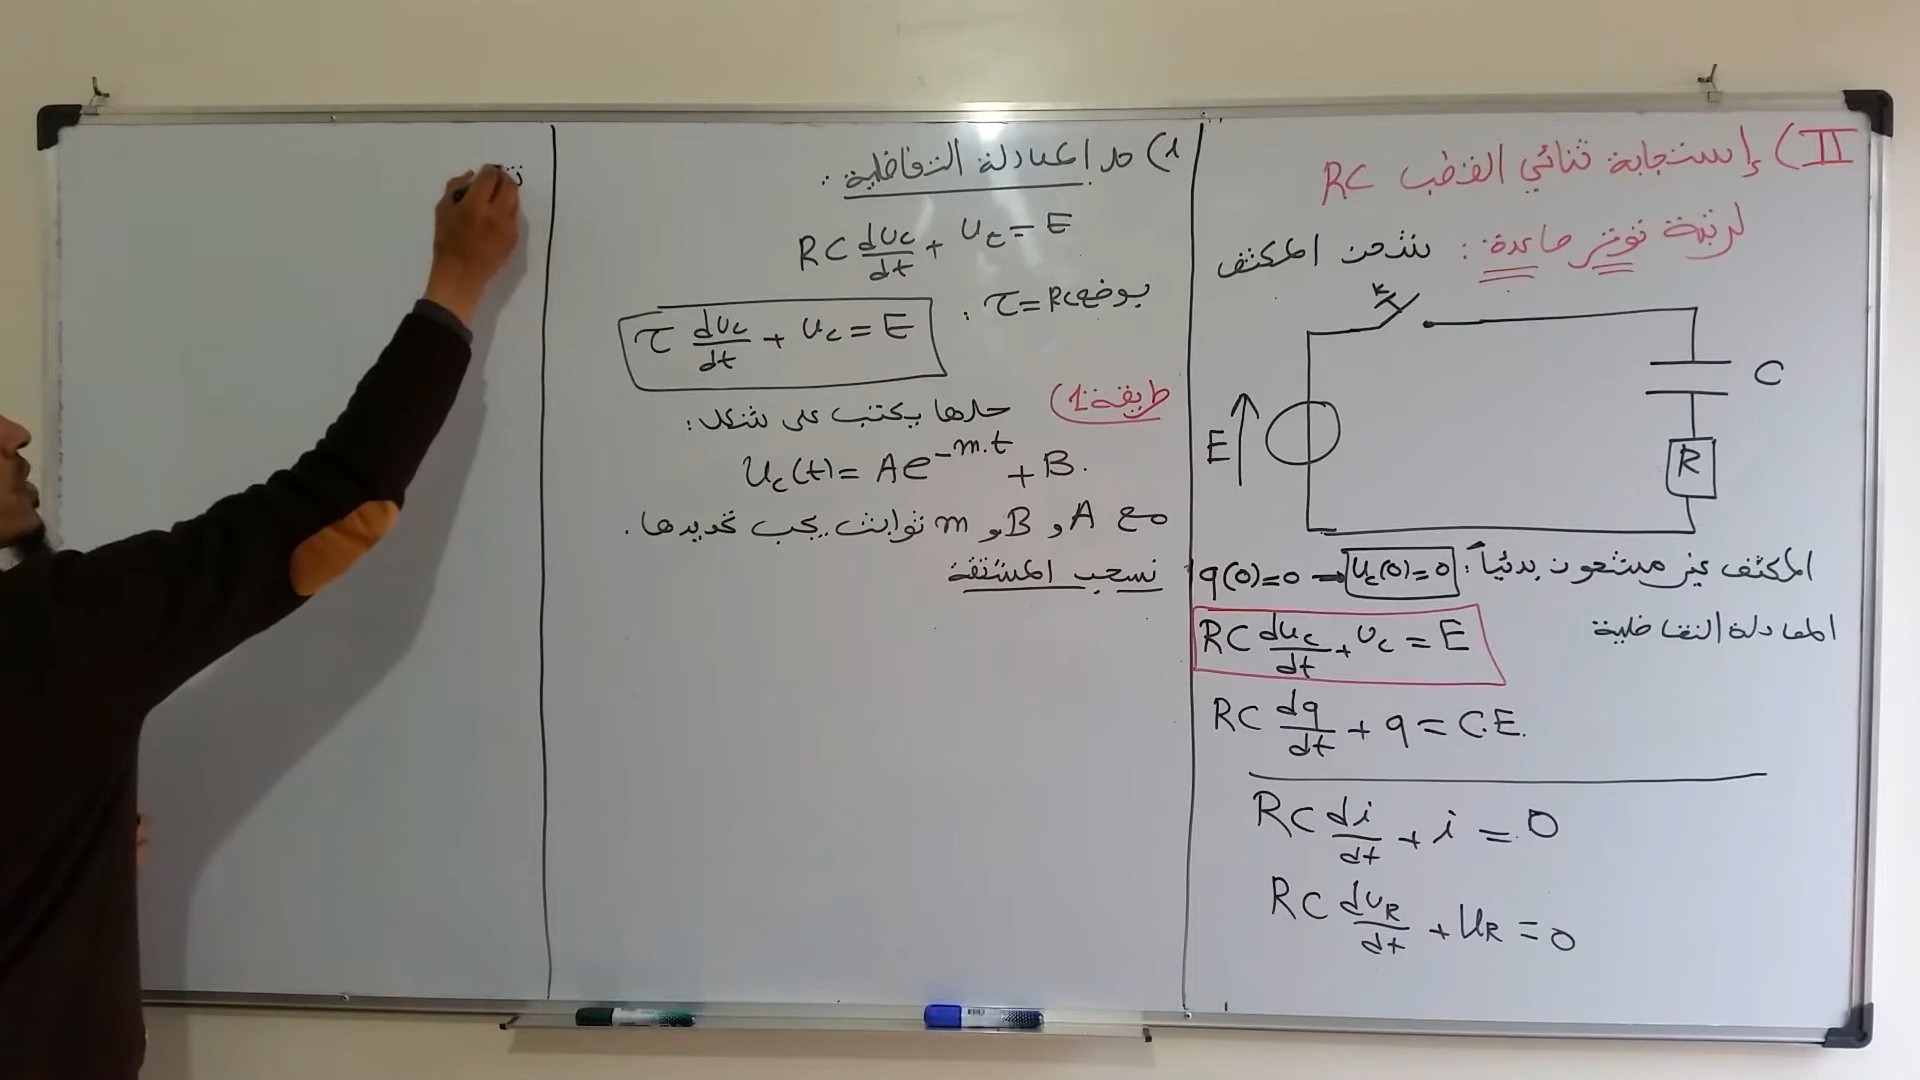 II) إستجابة ثنائي القطب RC
لرتبة توتر صاعدة: شحن المكثف
K
C
R
E
المكثف غير مشحون بدئياً: Uc(0)=0 → q(0)=0
المعادلة التفاضلية
RC duc/dt + uc = E
RC dq/dt + q = C.E.
RC di/dt + i = 0
RC duR/dt + UR = 0
1) حل المعادلة التفاضلية:
RC duc/dt + Uc = E
بوضع τ = RC:
τ duc/dt + Uc = E
طريقة 1) حلها يكتب على شكل:
Uc(t) = A e^-m.t + B.
مع A و B و m ثوابت يجب تحديدها.
نحسب المشتقة